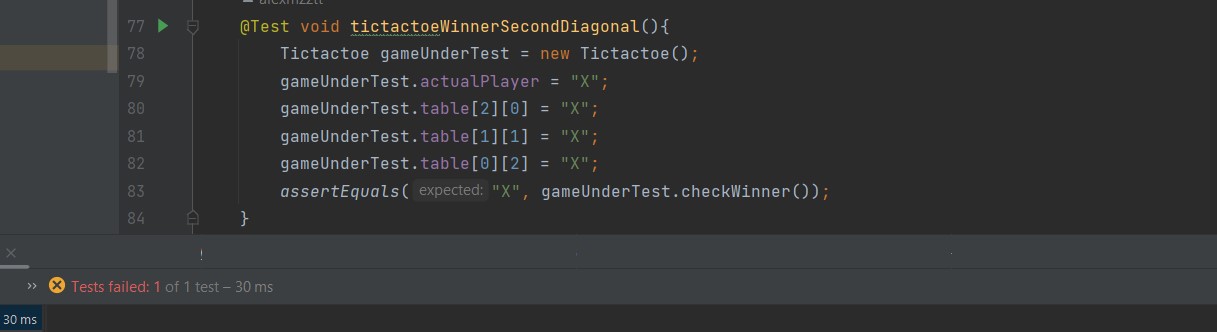 77 @Test void tictactoeWinnerSecondDiagonal(){
78 Tictactoe gameUnderTest = new Tictactoe();
79 gameUnderTest.actualPlayer = "X";
80 gameUnderTest.table[2][0] = "X";
81 gameUnderTest.table[1][1] = "X";
82 gameUnderTest.table[0][2] = "X";
83 assertEquals( expected: "X", gameUnderTest.checkWinner());
84 }
Tests failed: 1 of 1 test – 30 ms
30 ms